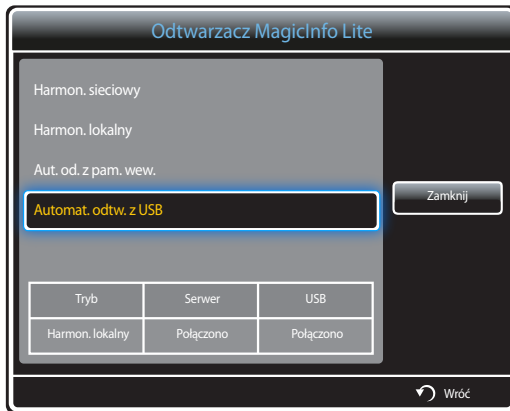 Odtwarzacz MagicInfo Lite
Harmon. sieciowy
Harmon. lokalny
Aut. od. z pam. wew.
Automat. odtw. z USB
Zamknij
Tryb Serwer USB
Harmon. lokalny Połączono Połączono
Wróć